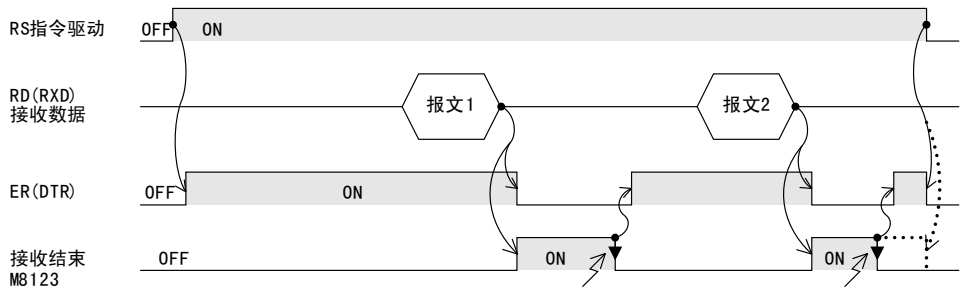 RS指令驱动 OFF ON
RD(RXD)
接收数据
报文1 报文2
ER(DTR) OFF ON
接收结束
M8123
OFF ON ON